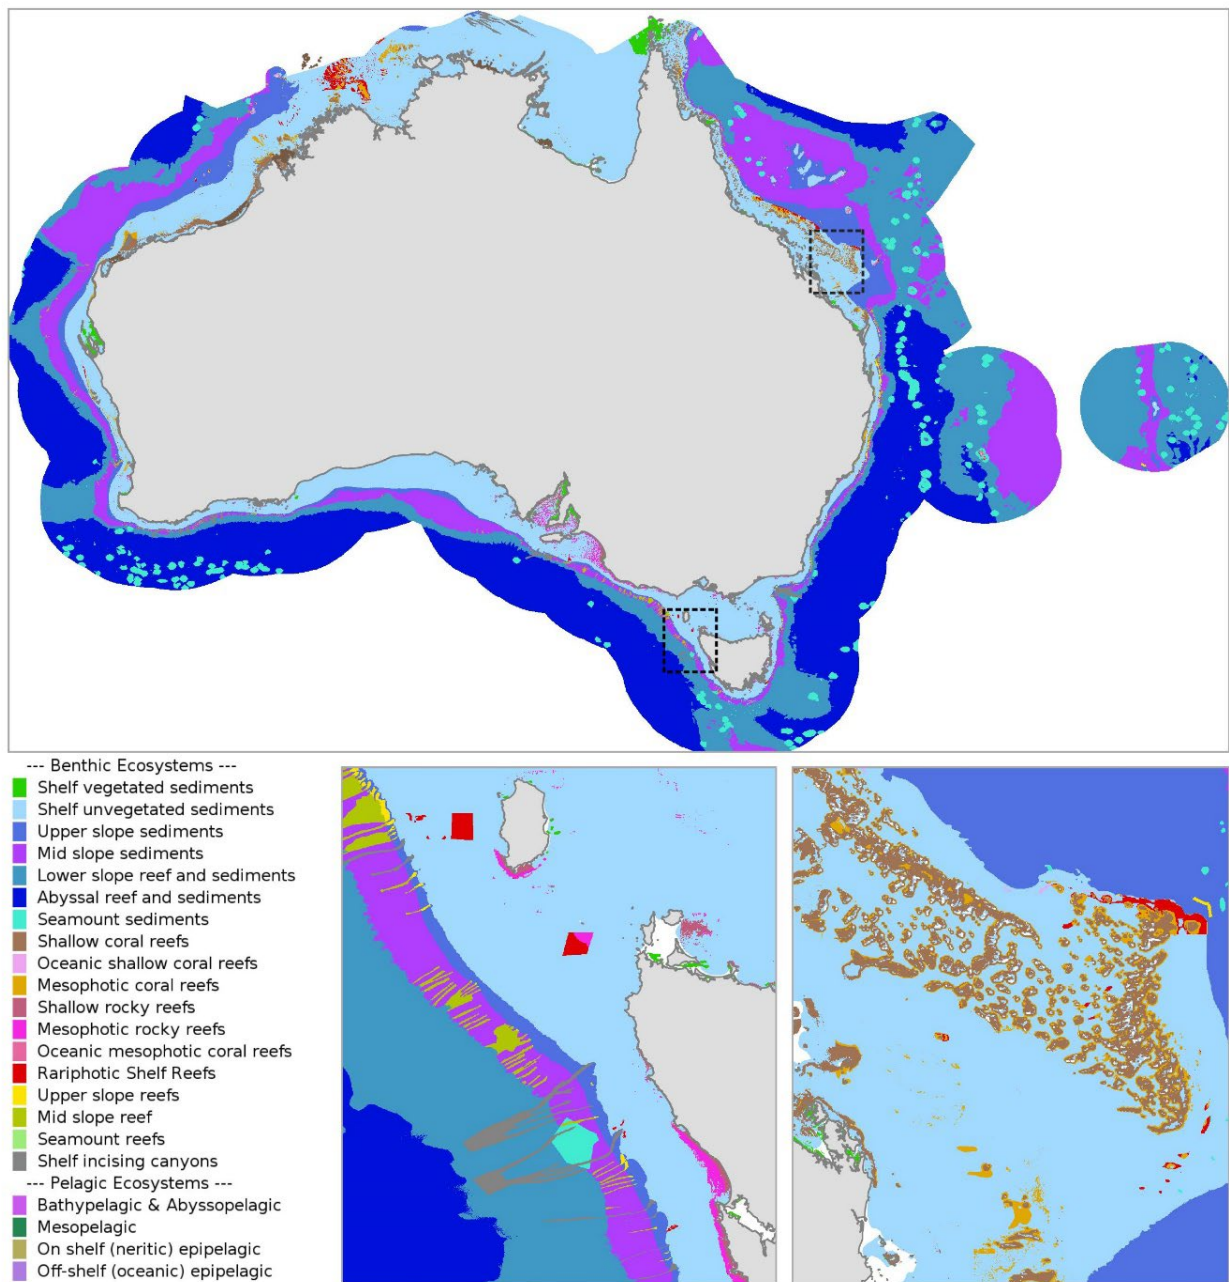 --- Benthic Ecosystems ---
Shelf vegetated sediments
Shelf unvegetated sediments
Upper slope sediments
Mid slope sediments
Lower slope reef and sediments
Abyssal reef and sediments
Seamount sediments
Shallow coral reefs
Oceanic shallow coral reefs
Mesophotic coral reefs
Shallow rocky reefs
Mesophotic rocky reefs
Oceanic mesophotic coral reefs
Rariphotic Shelf Reefs
Upper slope reefs
Mid slope reef
Seamount reefs
Shelf incising canyons
--- Pelagic Ecosystems ---
Bathypelagic & Abyssopelagic
Mesopelagic
On shelf (neritic) epipelagic
Off-shelf (oceanic) epipelagic